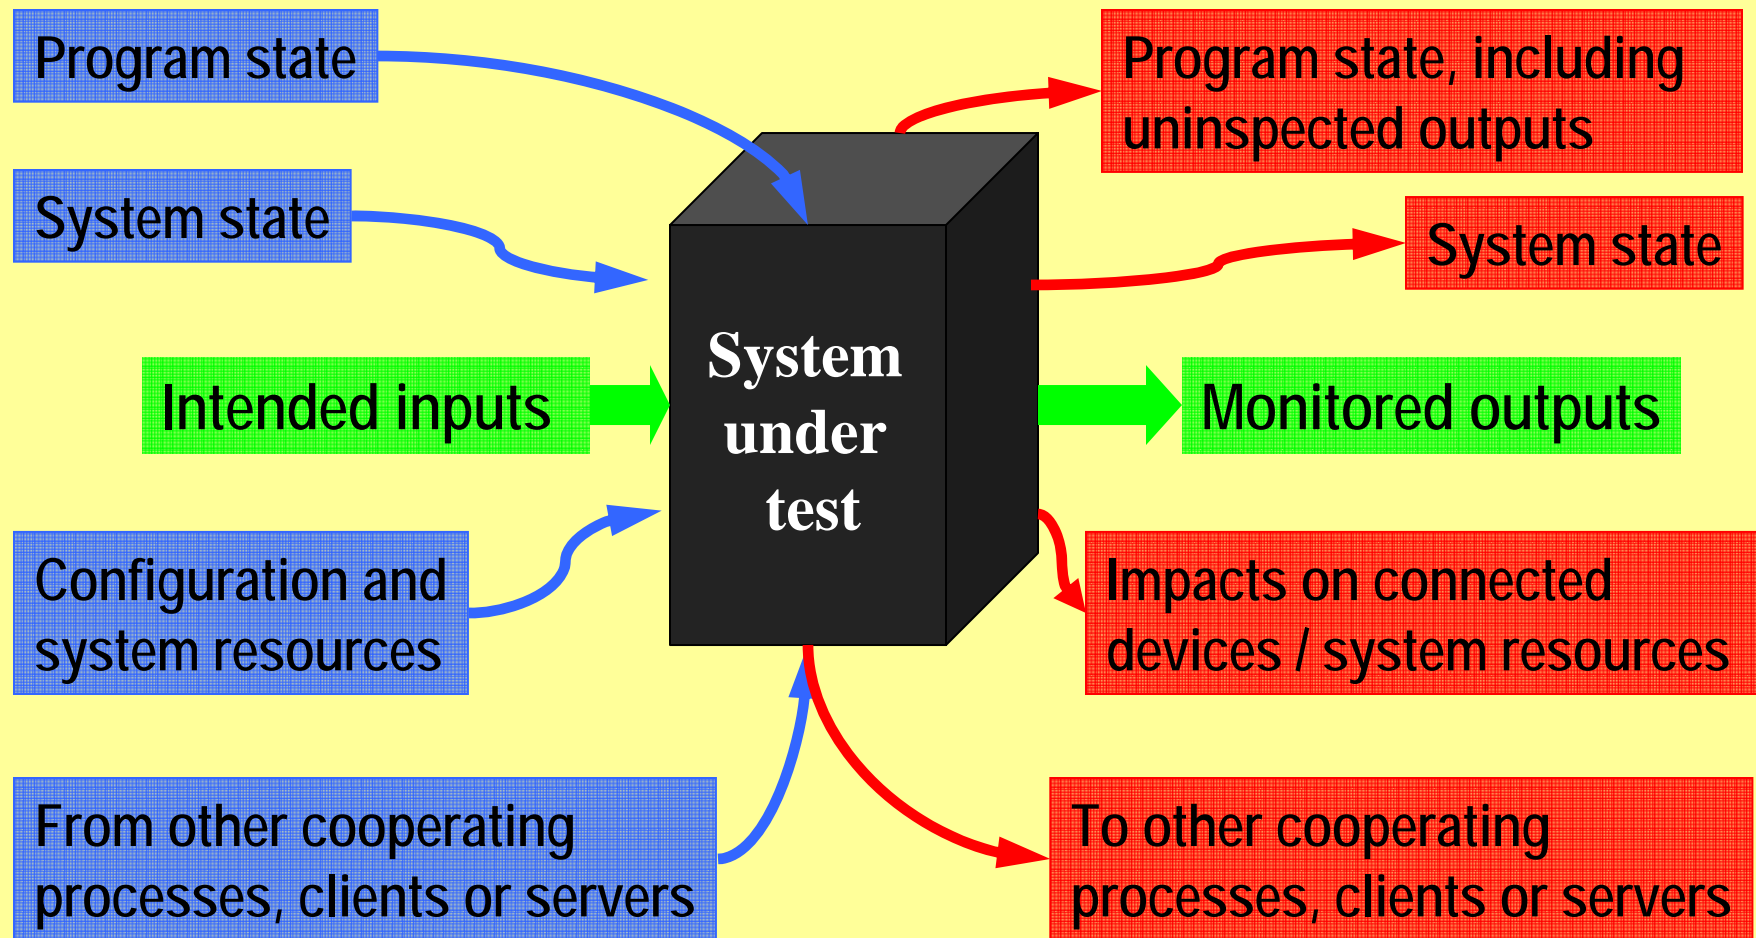 Program state
System state
Intended inputs
Configuration and
system resources
From other cooperating
processes, clients or servers
System
under
test
Program state, including
uninspected outputs
System state
Monitored outputs
Impacts on connected
devices / system resources
To other cooperating
processes, clients or servers